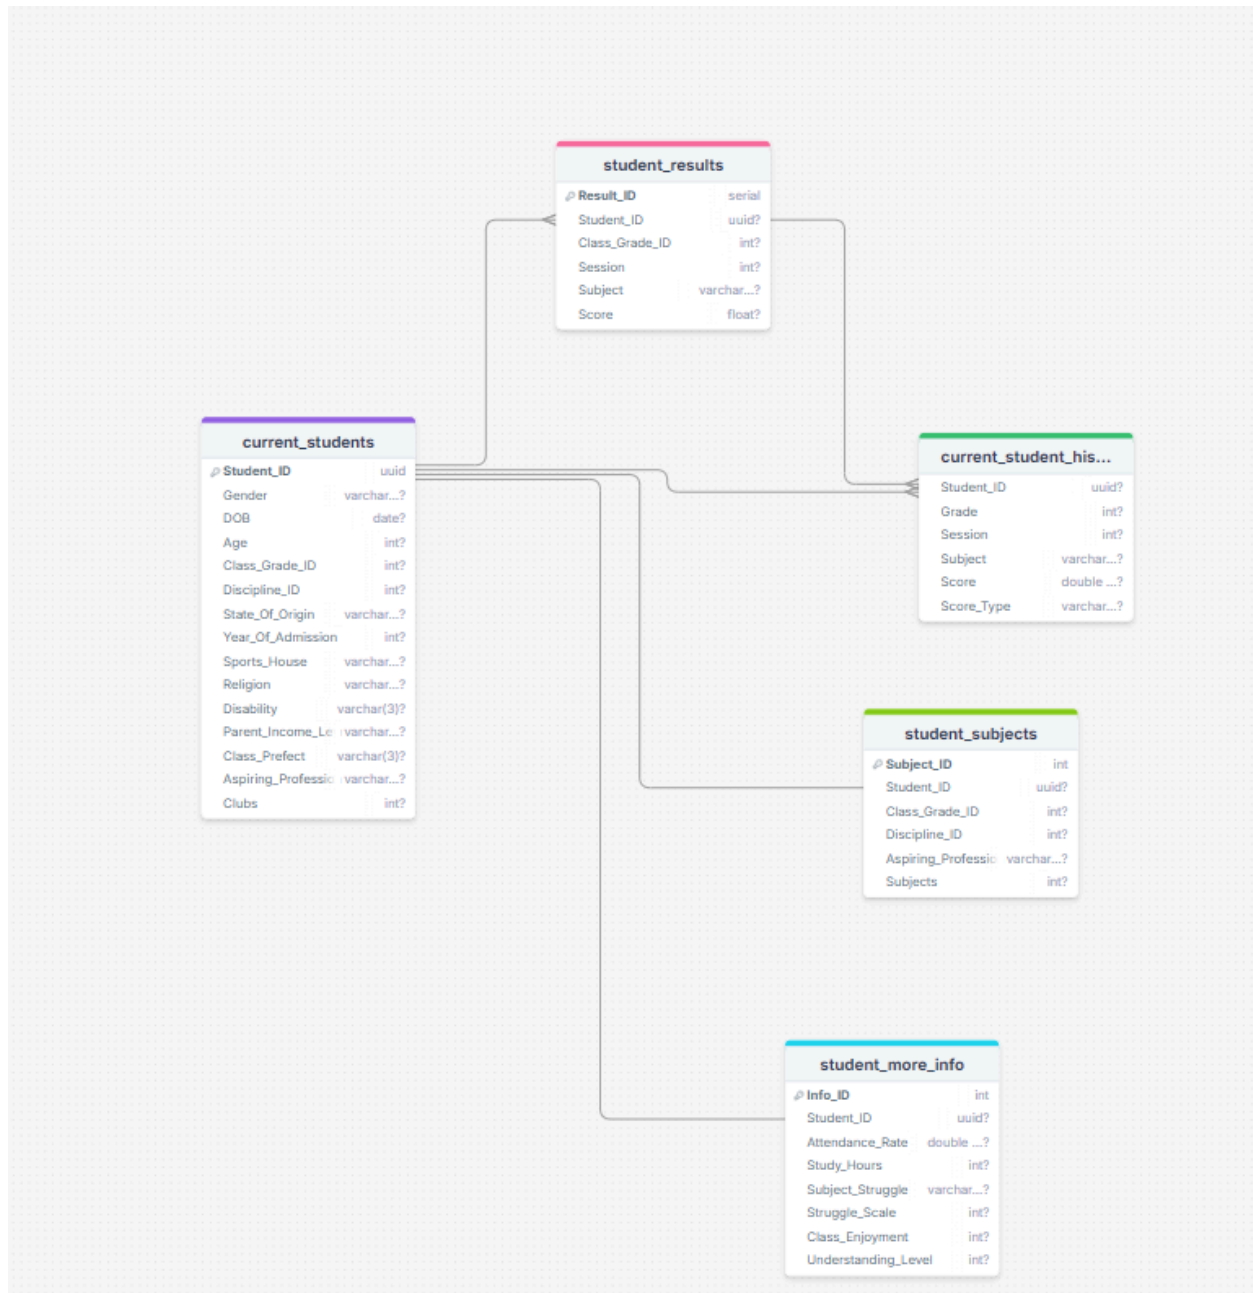 student_results
Result_ID serial
Student_ID uuid?
Class_Grade_ID int?
Session int?
Subject varchar...?
Score float?
current_students
Student_ID uuid
Gender varchar...?
DOB date?
Age int?
Class_Grade_ID int?
Discipline_ID int?
State_Of_Origin varchar...?
Year_Of_Admission int?
Sports_House varchar...?
Religion varchar...?
Disability varchar(3)?
Parent_Income_Le varchar...?
Class_Prefect varchar(3)?
Aspiring_Professic varchar...?
Clubs int?
current_student_his...
Student_ID uuid?
Grade int?
Session int?
Subject varchar...?
Score double ...?
Score_Type varchar...?
student_subjects
Subject_ID int
Student_ID uuid?
Class_Grade_ID int?
Discipline_ID int?
Aspiring_Professic varchar...?
Subjects int?
student_more_info
Info_ID int
Student_ID uuid?
Attendance_Rate double ...?
Study_Hours int?
Subject_Struggle varchar...?
Struggle_Scale int?
Class_Enjoyment int?
Understanding_Level int?